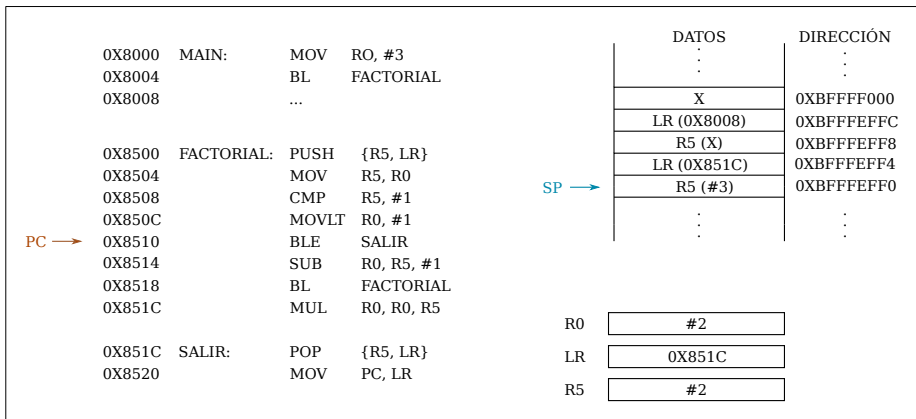 0X8000 MAIN: MOV RO, #3
0X8004 BL FACTORIAL
0X8008 ...
0X8500 FACTORIAL: PUSH {R5, LR}
0X8504 MOV R5, R0
0X8508 CMP R5, #1
0X850C MOVLT R0, #1
PC 0X8510 BLE SALIR
0X8514 SUB R0, R5, #1
0X8518 BL FACTORIAL
0X851C MUL R0, R0, R5
0X851C SALIR: POP {R5, LR}
0X8520 MOV PC, LR
DATOS DIRECCIÓN
X 0XBFFFF000
LR (0X8008) 0XBFFFEFFC
R5 (X) 0XBFFFEFF8
LR (0X851C) 0XBFFFEFF4
SP R5 (#3) 0XBFFFEFF0
R0 #2
LR 0X851C
R5 #2